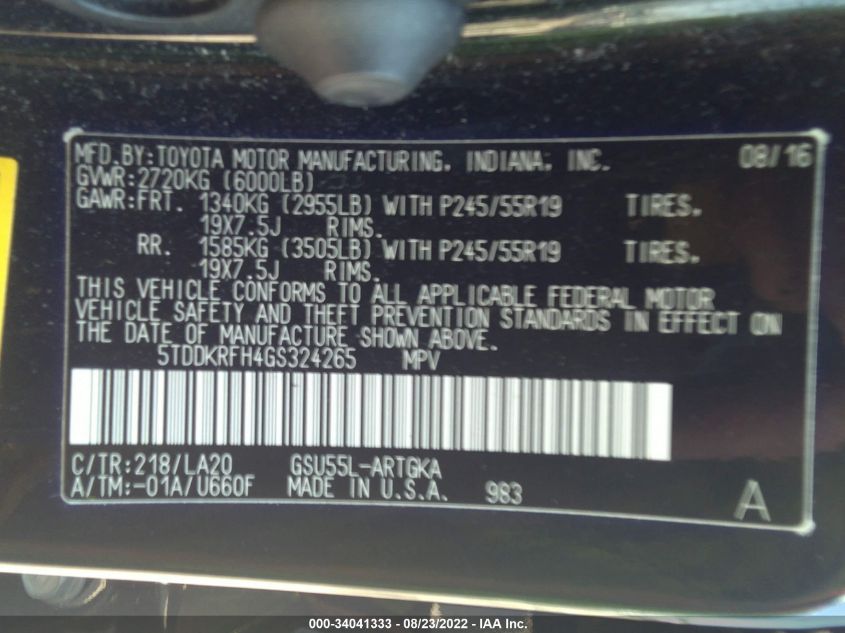 MFD.BY:TOYOTA MOTOR MANUFACTURING, INDIANA, INC. 08/16
GVWR:2720KG (6000LB)
GAWR:FRT. 1340KG (2955LB) WITH P245/55R19 TIRES.
19X7.5J RIMS.
RR. 1585KG (3505LB) WITH P245/55R19 TIRES.
19X7.5J RIMS.
THIS VEHICLE CONFORMS TO ALL APPLICABLE FEDERAL MOTOR
VEHICLE SAFETY AND THEFT PREVENTION STANDARDS IN EFFECT ON
THE DATE OF MANUFACTURE SHOWN ABOVE.
5TDDKRFH4GS324265 MPV
C/TR:218/LA20 GSU55L-ARTGKA
A/TM:-01A/U660F MADE IN U.S.A. 983 A
000-34041333 - 08/23/2022 - IAA Inc.